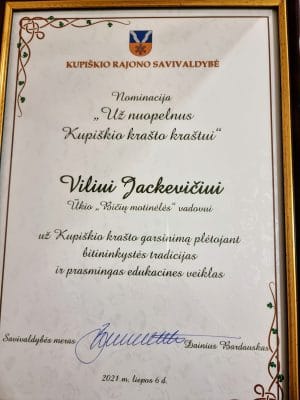 KUPIŠKIO RAJONO SAVIVALDYBĖ
Nominacija
„Už nuopelnus
Kupiškio krašto kraštui“
Viliui Jackevičiui
Ūkio „Bičių motinėlės“ vadovui
už Kupiškio krašto garsinimą plėtojant
bitininkystės tradicijas
ir prasmingas edukacines veiklas
Savivaldybės meras Dainius Bardauskas
2021 m. liepos 6 d.